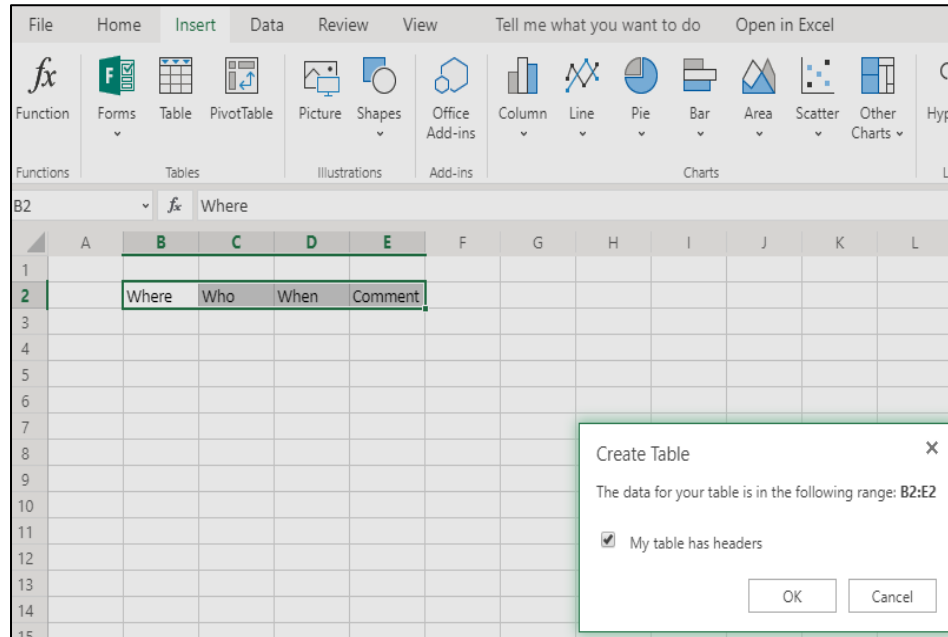 File Home Insert Data Review View Tell me what you want to do Open in Excel
fx F
Function Forms Table PivotTable Picture Shapes Office Add-ins Column Line Pie Bar Area Scatter Other Charts Hyp
Functions Tables Illustrations Add-ins Charts L
B2 fx Where
A B C D E F G H I J K L
1
2 Where Who When Comment
3
4
5
6
7
8
9
10
11
12
13
14
15
Create Table
The data for your table is in the following range: B2:E2
My table has headers
OK Cancel